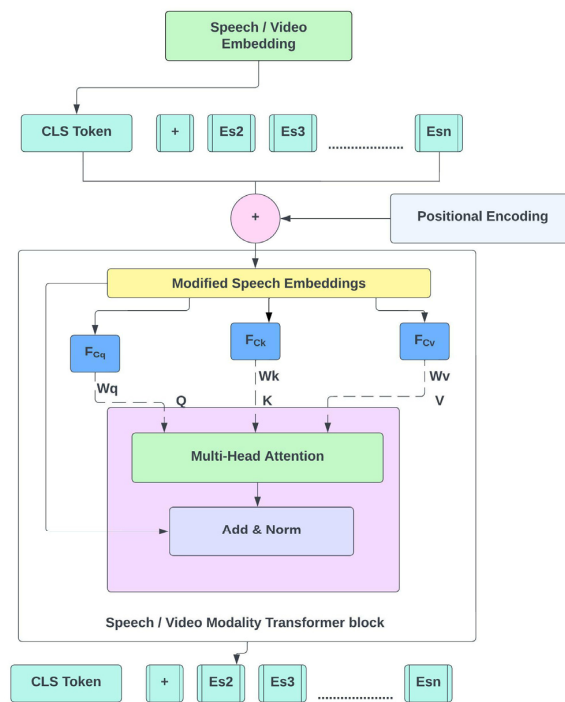 Speech / Video
Embedding
CLS Token + Es2 Es3 ................... Esn
+
Positional Encoding
Modified Speech Embeddings
FCq FCk FCv
Wq Wk Wv
Q K V
Multi-Head Attention
Add & Norm
Speech / Video Modality Transformer block
CLS Token + Es2 Es3 ................... Esn